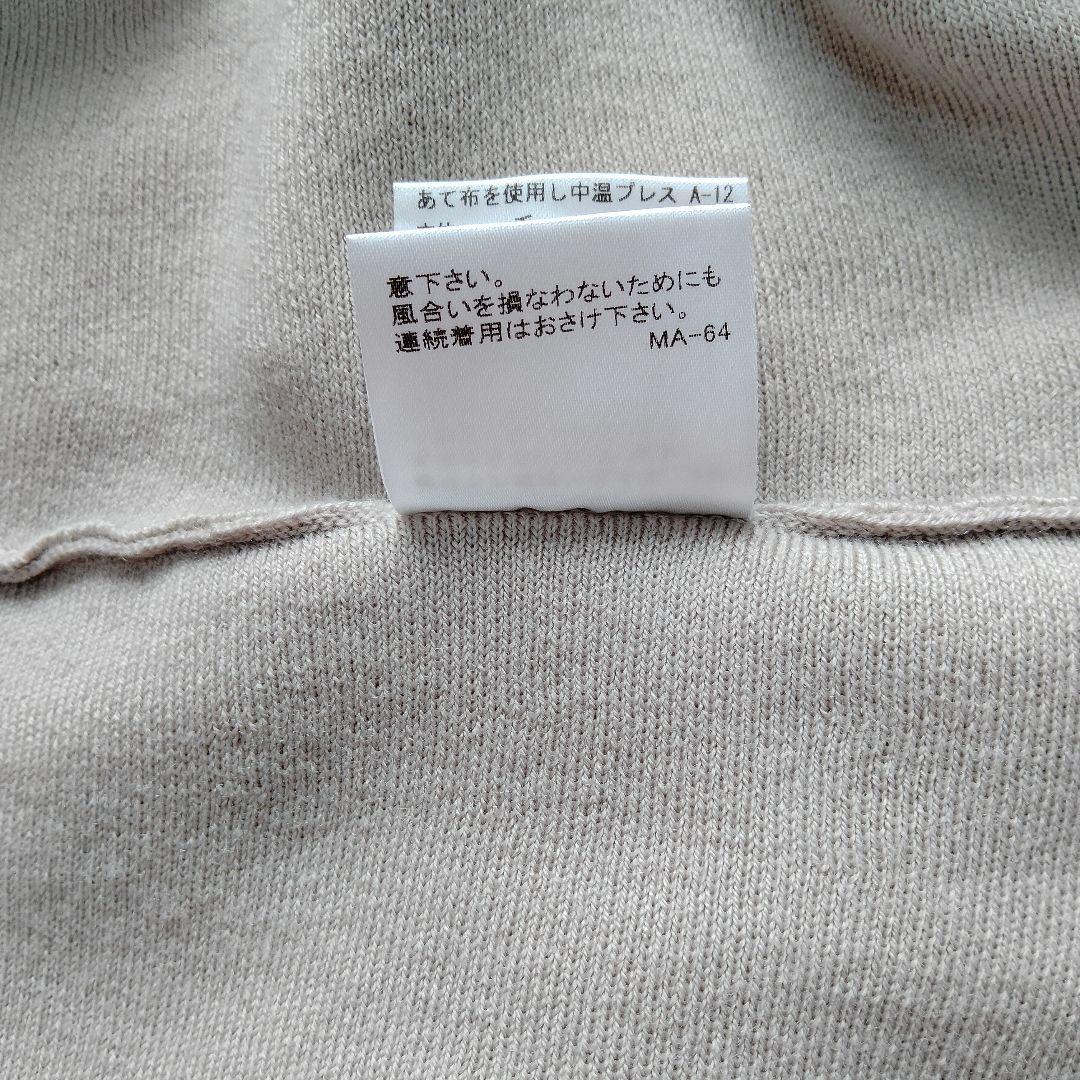 あて布を使用し中温プレス A-12
意下さい。
風合いを損なわないためにも
連続着用はおさけ下さい。
MA-64